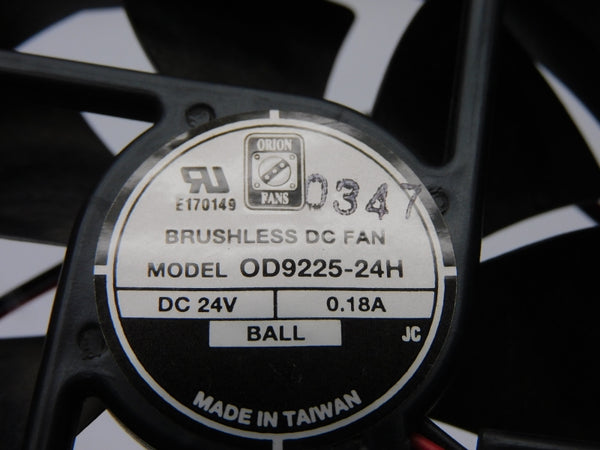 ORION
FANS
E170149
0347
BRUSHLESS DC FAN
MODEL OD9225-24H
DC 24V 0.18A
BALL
JC
MADE IN TAIWAN